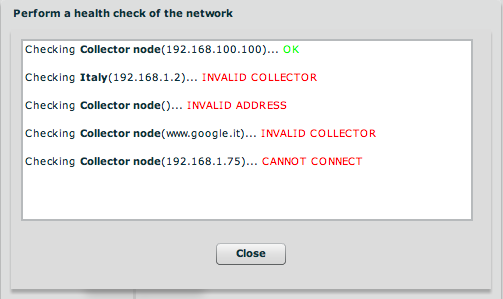 Perform a health check of the network
Checking Collector node(192.168.100.100)... OK
Checking Italy(192.168.1.2)... INVALID COLLECTOR
Checking Collector node()... INVALID ADDRESS
Checking Collector node(www.google.it)... INVALID COLLECTOR
Checking Collector node(192.168.1.75)... CANNOT CONNECT
Close